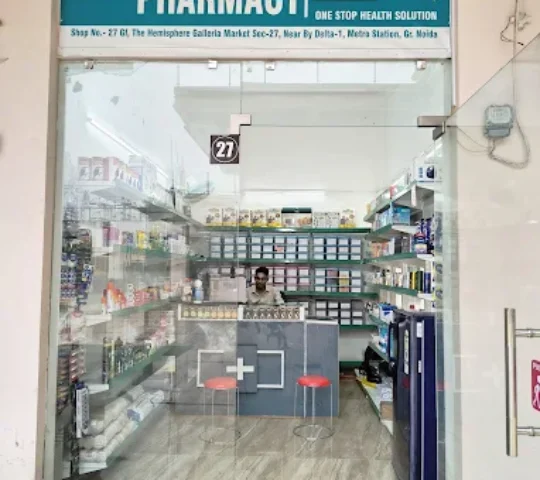 PHARMACY
ONE STOP HEALTH SOLUTION
Shop No.- 27 Gf, The Hemisphere Galleria Market Sec-27, Near By Delta-1, Metra Station, Gr. Noida
27